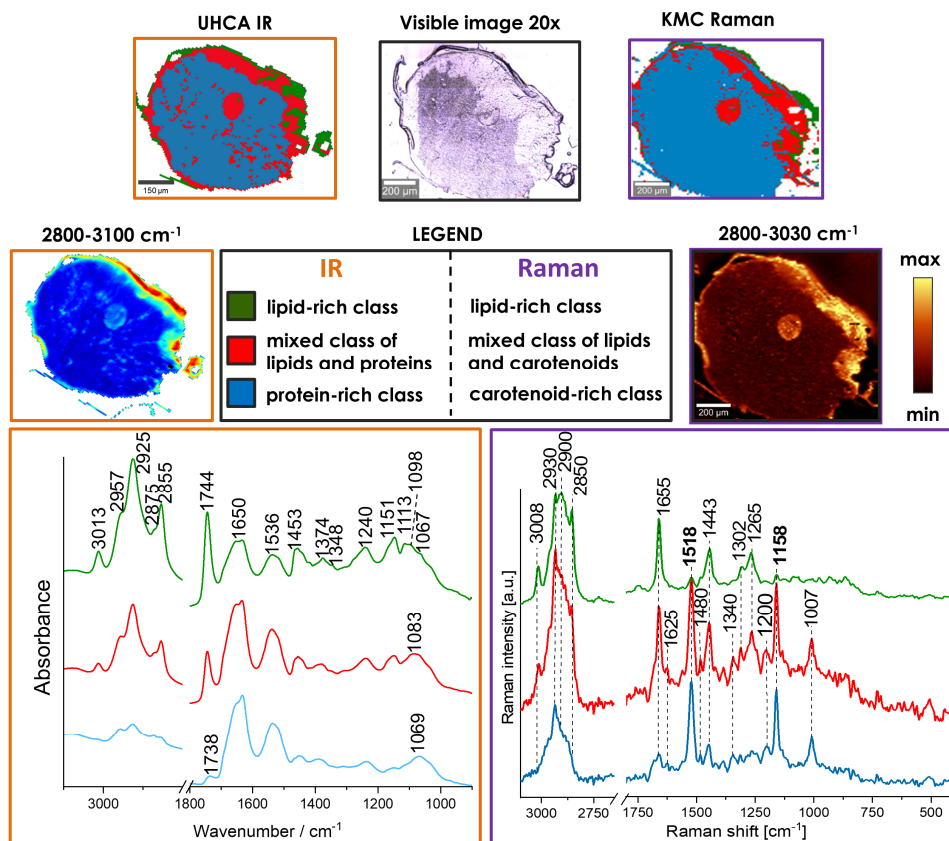 UHCA IR
Visible image 20x
KMC Raman
150 µm
200 µm
200 µm
2800-3100 cm⁻¹
LEGEND
2800-3030 cm⁻¹
IR
Raman
lipid-rich class
lipid-rich class
mixed class of
lipids and proteins
mixed class of lipids
and carotenoids
protein-rich class
carotenoid-rich class
200 µm
max
min
3013
2957
2925
2875
2855
1744
1650
1536
1453
1374
1348
1240
1151
1113
1098
1067
1083
1738
1069
Absorbance
3000
1800
1600
1400
1200
1000
Wavenumber / cm⁻¹
3008
2930
2900
2850
1655
1625
1518
1480
1443
1340
1302
1265
1200
1158
1007
Raman intensity [a.u.]
3000
2750
1750
1500
1250
1000
750
500
Raman shift [cm⁻¹]